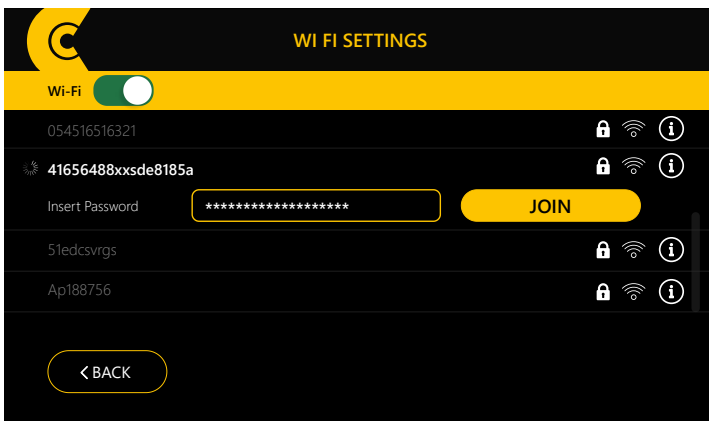 WI FI SETTINGS
Wi-Fi
054516516321
41656488xxsde8185a
Insert Password ******************* JOIN
51edcsvrgs
Ap188756
BACK